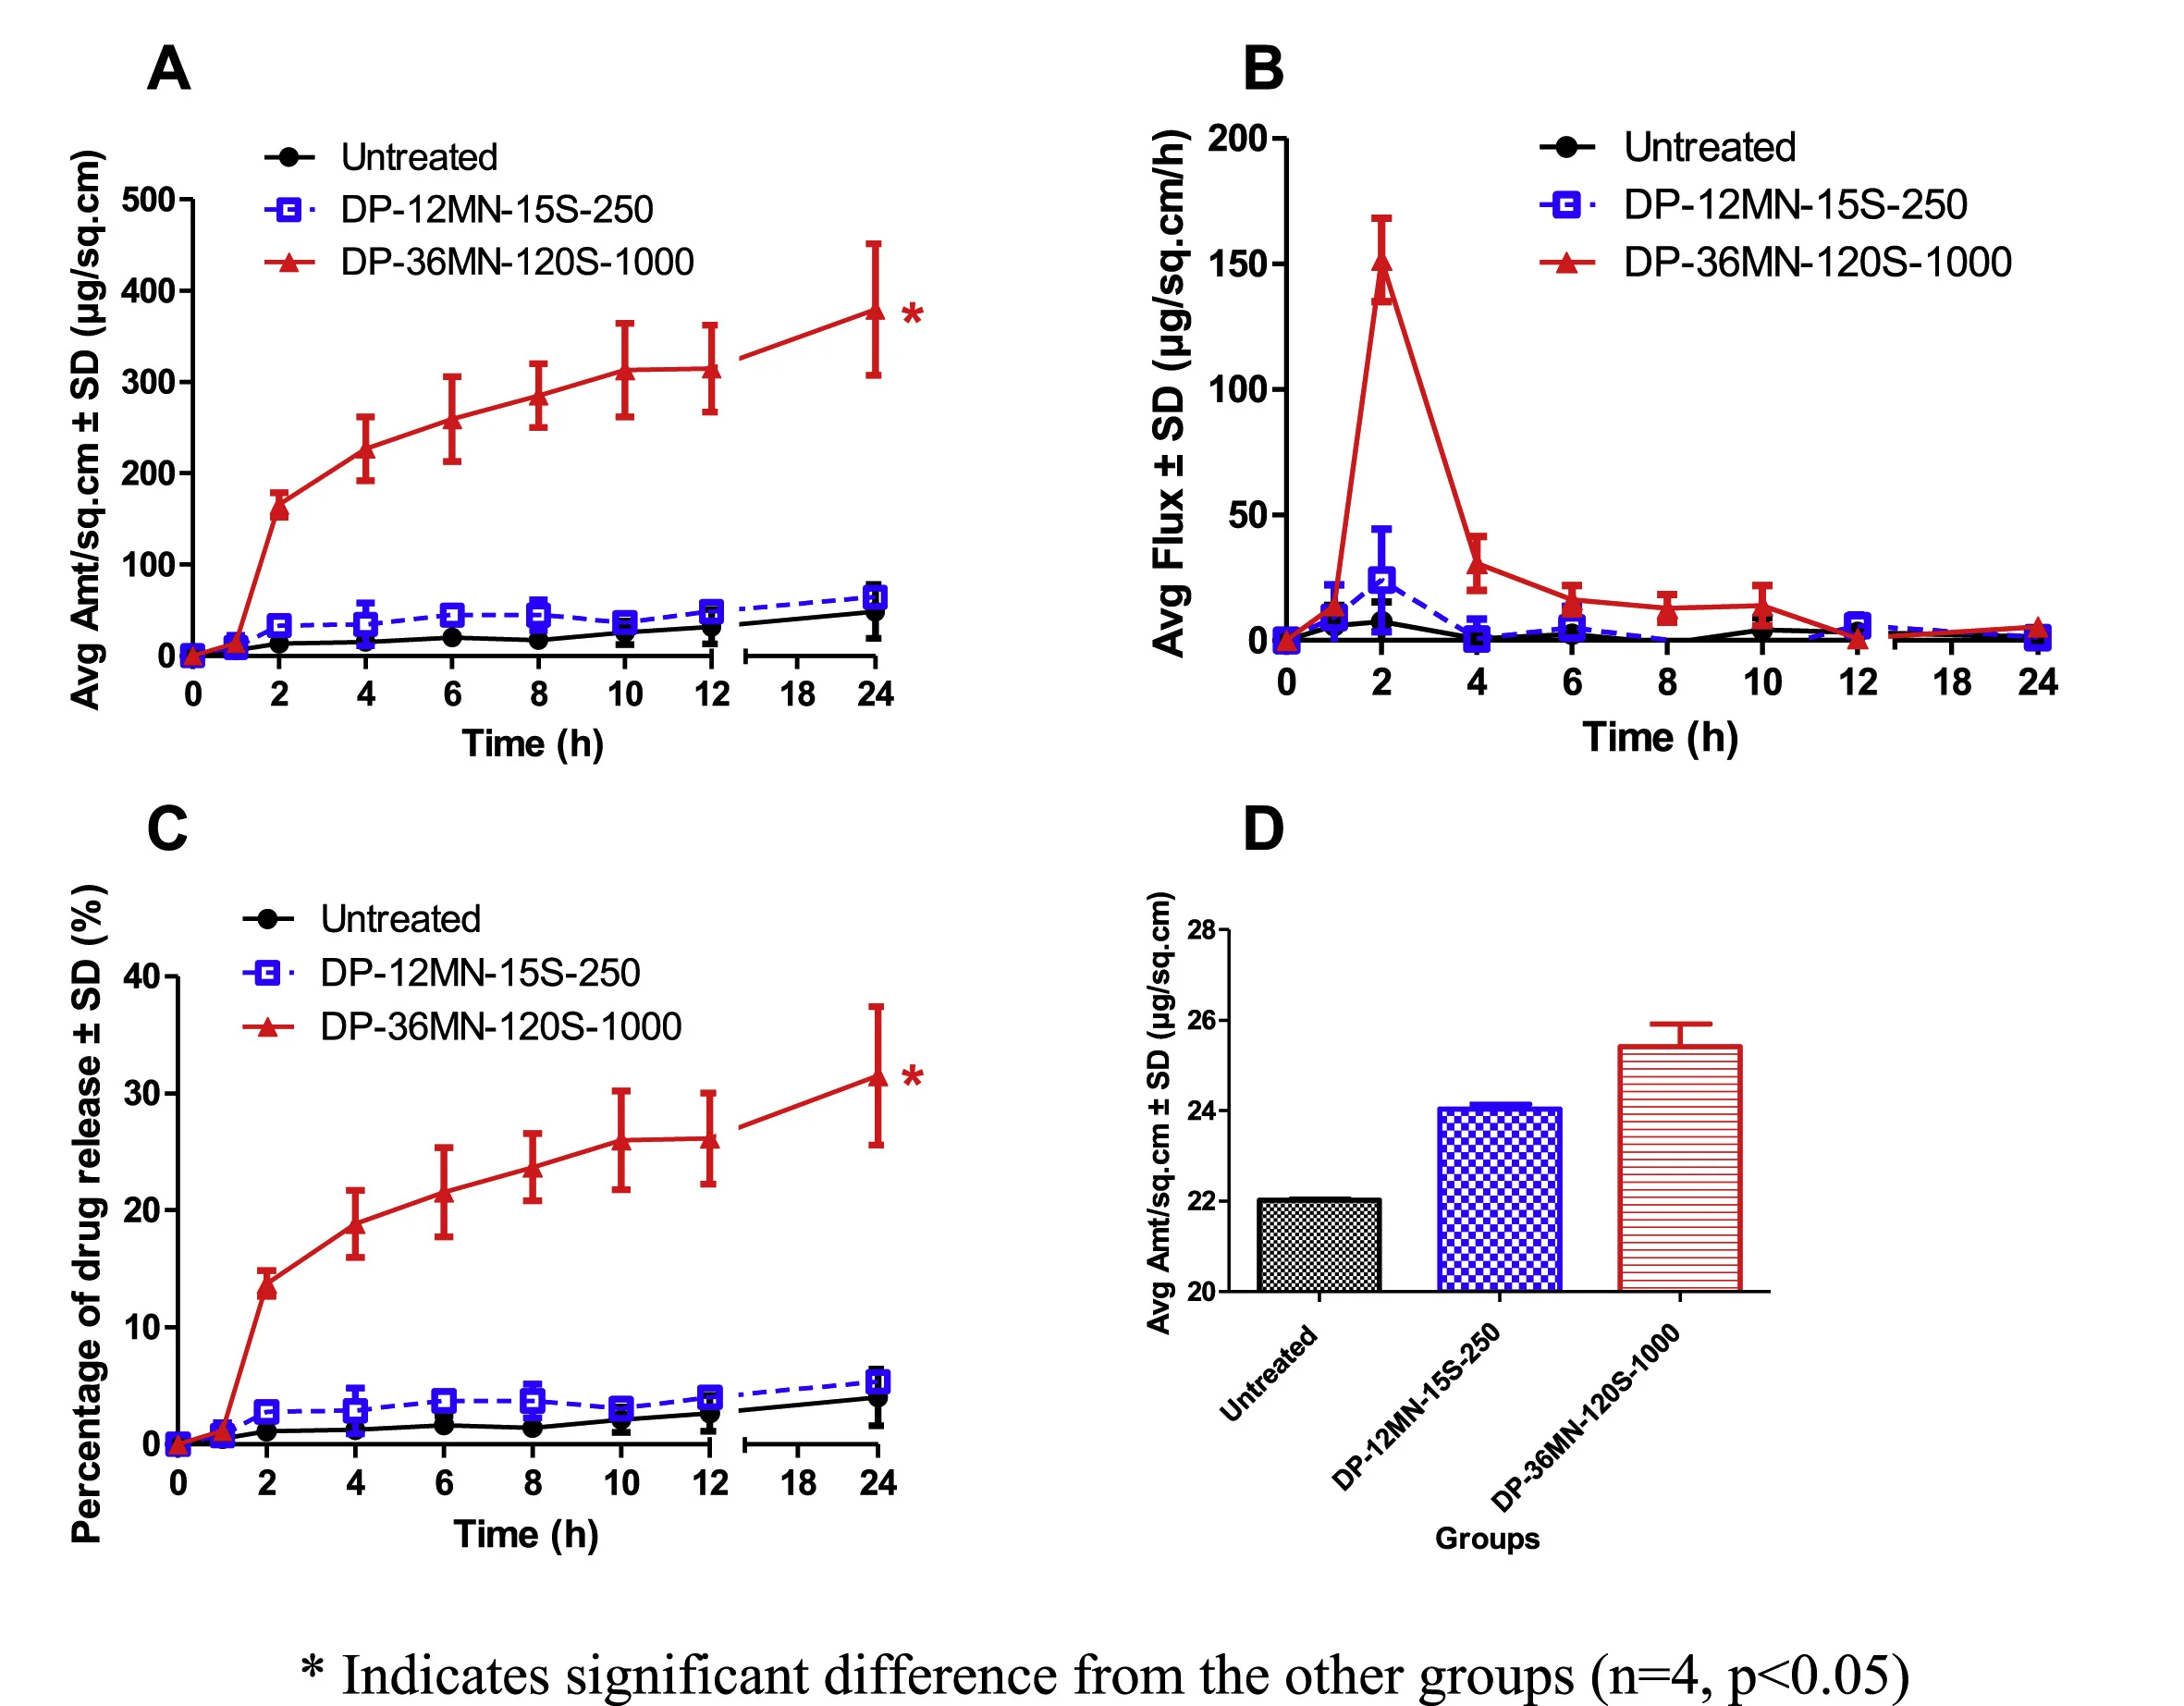 A
Avg Amt/sq.cm ± SD (µg/sq.cm)
Untreated
DP-12MN-15S-250
DP-36MN-120S-1000
500
400
300
200
100
0
*
0 2 4 6 8 10 12 18 24
Time (h)
B
Avg Flux ± SD (µg/sq.cm/h)
Untreated
DP-12MN-15S-250
DP-36MN-120S-1000
200
150
100
50
0
0 2 4 6 8 10 12 18 24
Time (h)
C
Percentage of drug release ± SD (%)
Untreated
DP-12MN-15S-250
DP-36MN-120S-1000
40
30
20
10
0
*
0 2 4 6 8 10 12 18 24
Time (h)
D
Avg Amt/sq.cm ± SD (µg/sq.cm)
28
26
24
22
20
Untreated
DP-12MN-15S-250
DP-36MN-120S-1000
Groups
* Indicates significant difference from the other groups (n=4, p<0.05)